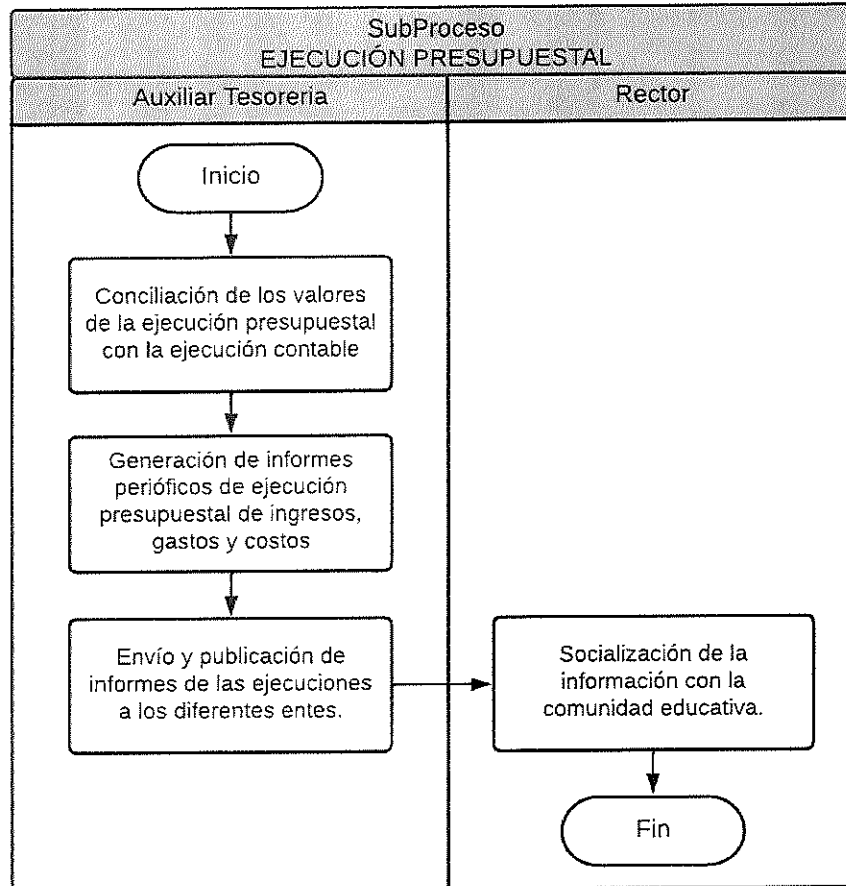 SubProceso
EJECUCIÓN PRESUPUESTAL
Auxiliar Tesoreria
Rector
Inicio
Conciliación de los valores
de la ejecución presupuestal
con la ejecución contable
Generación de informes
perióficos de ejecución
presupuestal de ingresos,
gastos y costos
Envío y publicación de
informes de las ejecuciones
a los diferentes entes.
Socialización de la
información con la
comunidad educativa.
Fin